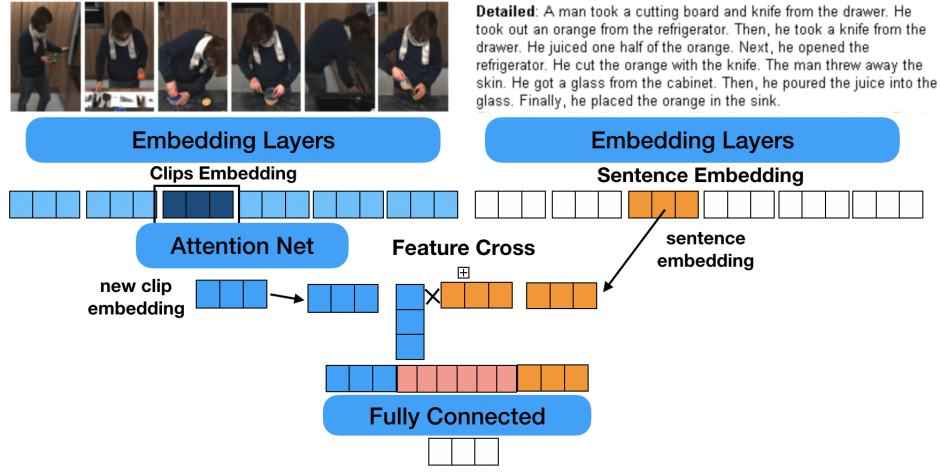 Detailed: A man took a cutting board and knife from the drawer. He
took out an orange from the refrigerator. Then, he took a knife from the
drawer. He juiced one half of the orange. Next, he opened the
refrigerator. He cut the orange with the knife. The man threw away the
skin. He got a glass from the cabinet. Then, he poured the juice into the
glass. Finally, he placed the orange in the sink.
Embedding Layers
Embedding Layers
Clips Embedding
Sentence Embedding
Attention Net
Feature Cross
sentence
embedding
new clip
embedding
Fully Connected